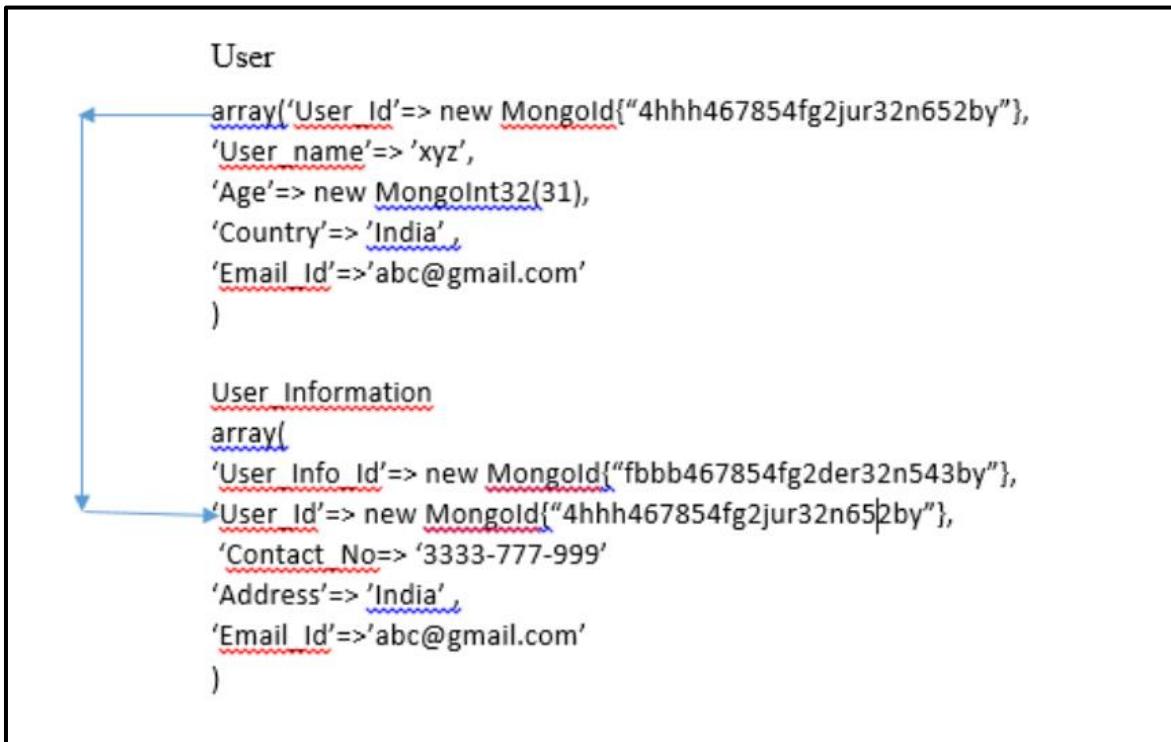 User
array(‘User_Id’=> new MongoId{“4hhh467854fg2jur32n652by”},
‘User_name’=> ’xyz’,
‘Age’=> new MongoInt32(31),
‘Country’=> ’India’ ,
‘Email_Id’=>’abc@gmail.com’
)
User_Information
array(
‘User_Info_Id’=> new MongoId{“fbbb467854fg2der32n543by”},
‘User_Id’=> new MongoId{“4hhh467854fg2jur32n652by”},
‘Contact_No=> ‘3333-777-999’
‘Address’=> ’India’ ,
‘Email_Id’=>’abc@gmail.com’
)